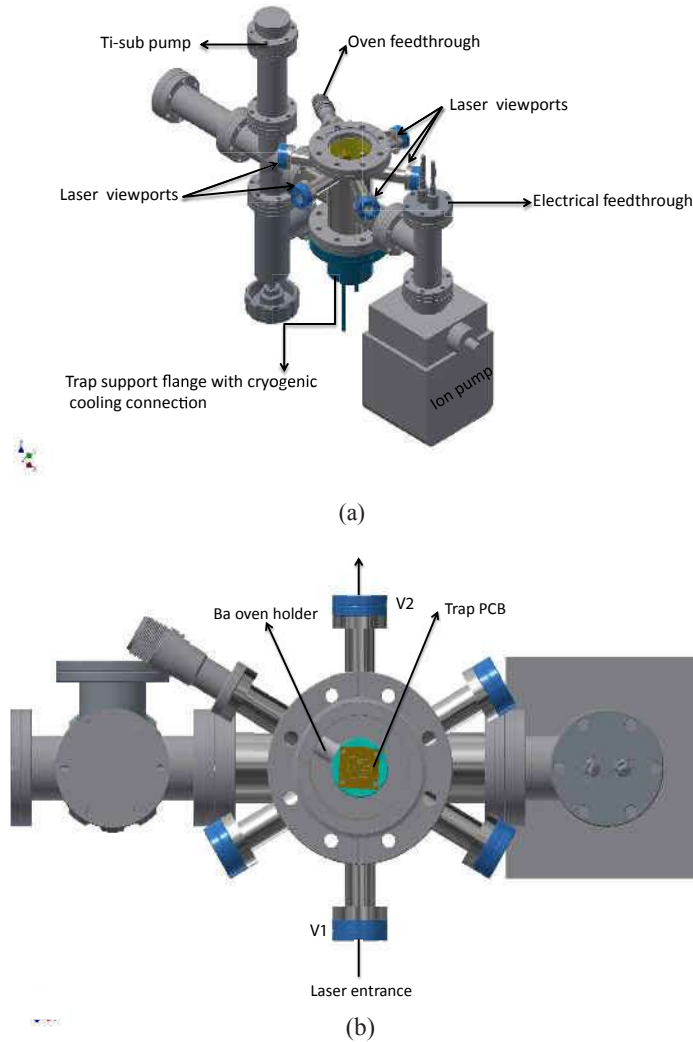 Ti-sub pump
Oven feedthrough
Laser viewports
Laser viewports
Electrical feedthrough
Trap support flange with cryogenic
cooling connection
Ion pump
(a)
V2
Ba oven holder
Trap PCB
V1
Laser entrance
(b)